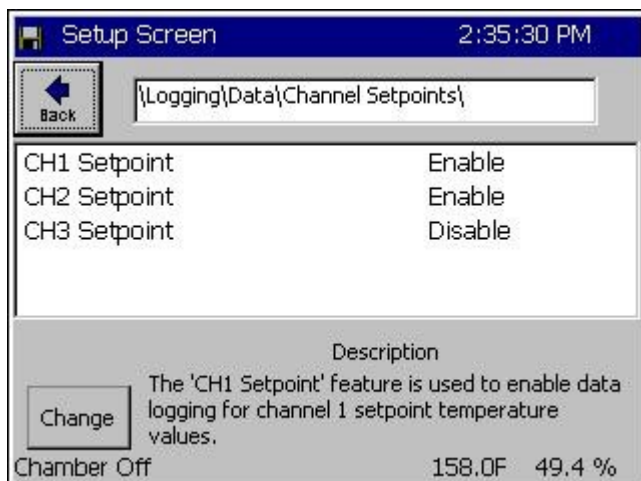 Setup Screen 2:35:30 PM
Back
\Logging\Data\Channel Setpoints\
CH1 Setpoint Enable
CH2 Setpoint Enable
CH3 Setpoint Disable
Description
The 'CH1 Setpoint' feature is used to enable data
logging for channel 1 setpoint temperature
values.
Change
Chamber Off 158.0F 49.4 %